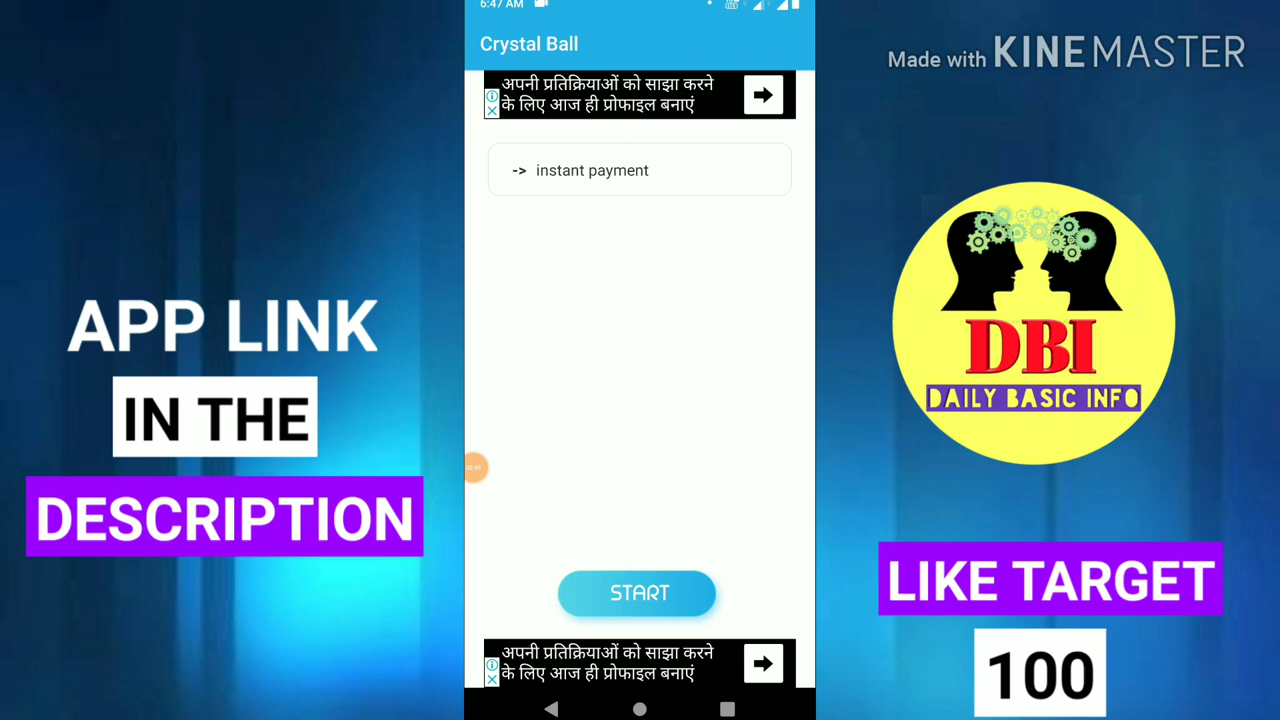 6:47 AM
Crystal Ball
अपनी प्रतिक्रियाओं को साझा करने
के लिए आज ही प्रोफाइल बनाएं
-> instant payment
START
अपनी प्रतिक्रियाओं को साझा करने
के लिए आज ही प्रोफाइल बनाएं
APP LINK
IN THE
DESCRIPTION
Made with KINEMASTER
DBI
DAILY BASIC INFO
LIKE TARGET
100